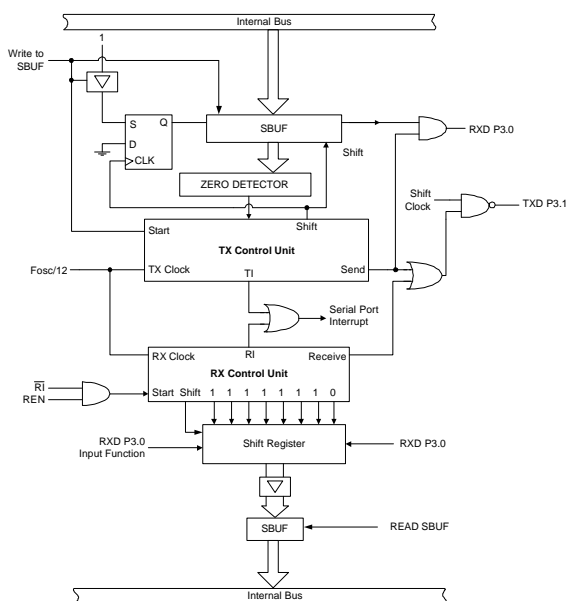 Internal Bus
1
Write to
SBUF
S
Q
D
CLK
SBUF
RXD P3.0
Shift
ZERO DETECTOR
Shift
Clock
TXD P3.1
Start
Shift
TX Control Unit
Fosc/12
TX Clock
Send
TI
Serial Port
Interrupt
RX Clock
RI
Receive
RX Control Unit
RI
REN
Start Shift 1 1 1 1 1 1 1 0
RXD P3.0
Input Function
Shift Register
RXD P3.0
SBUF
READ SBUF
Internal Bus